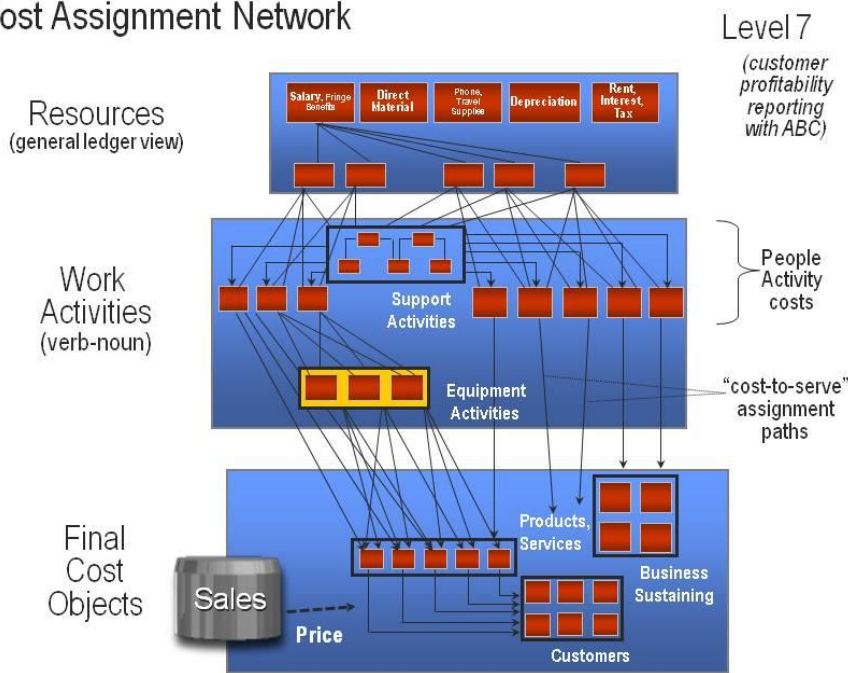 ost Assignment Network
Level 7
(customer
profitability
reporting
with ABC)
Resources
(general ledger view)
Salary, Fringe
Benefits
Direct
Material
Phone,
Travel
Supplies
Depreciation
Rent,
Interest,
Tax
Work
Activities
(verb-noun)
Support
Activities
People
Activity
costs
Equipment
Activities
“cost-to-serve”
assignment
paths
Final
Cost
Objects
Products,
Services
Business
Sustaining
Sales
Price
Customers